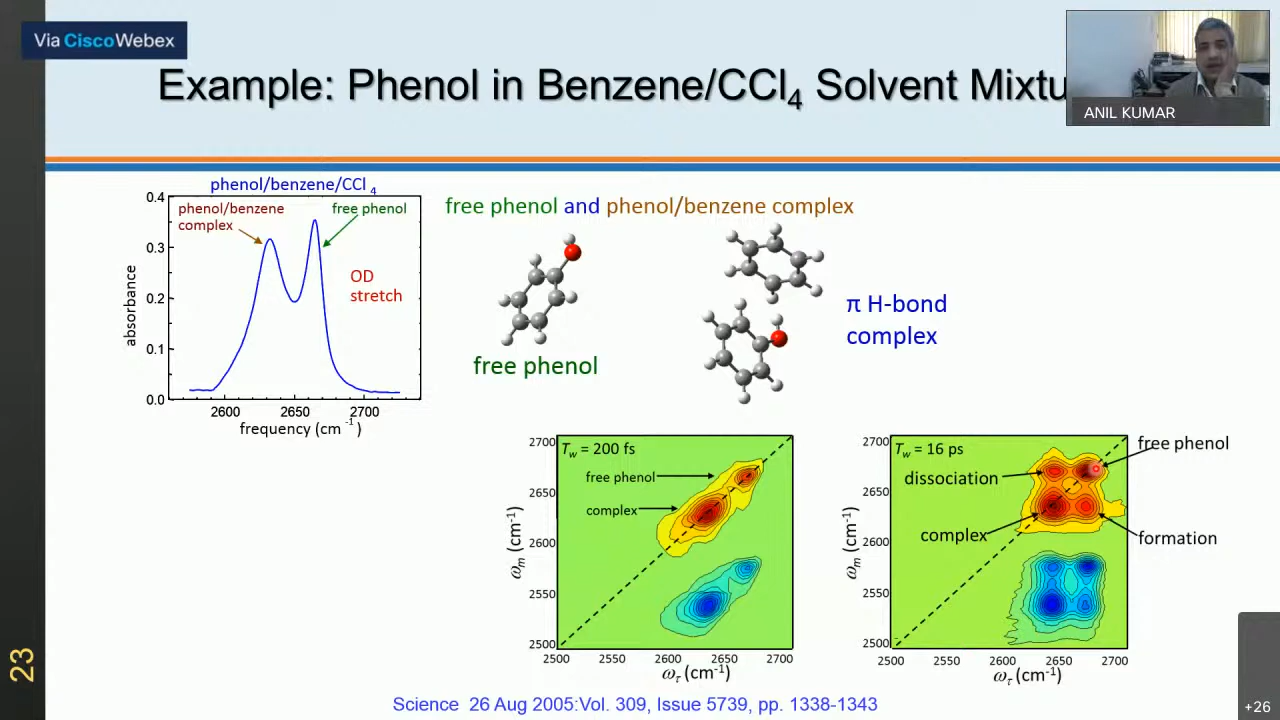 Via CiscoWebex
Example: Phenol in Benzene/CCl4 Solvent Mixtu
ANIL KUMAR
phenol/benzene/CCl 4
0.4
0.3
0.2
0.1
0.0
absorbance
phenol/benzene
complex
free phenol
OD
stretch
2600
2650
2700
frequency (cm -1)
free phenol and phenol/benzene complex
free phenol
π H-bond
complex
Tw = 200 fs
free phenol
complex
2700
2650
2600
2550
2500
ωm (cm-1)
2500
2550
2600
2650
2700
ωτ (cm-1)
Tw = 16 ps
free phenol
dissociation
complex
formation
2700
2650
2600
2550
2500
ωm (cm-1)
2500
2550
2600
2650
2700
ωτ (cm-1)
23
Science 26 Aug 2005:Vol. 309, Issue 5739, pp. 1338-1343
+26